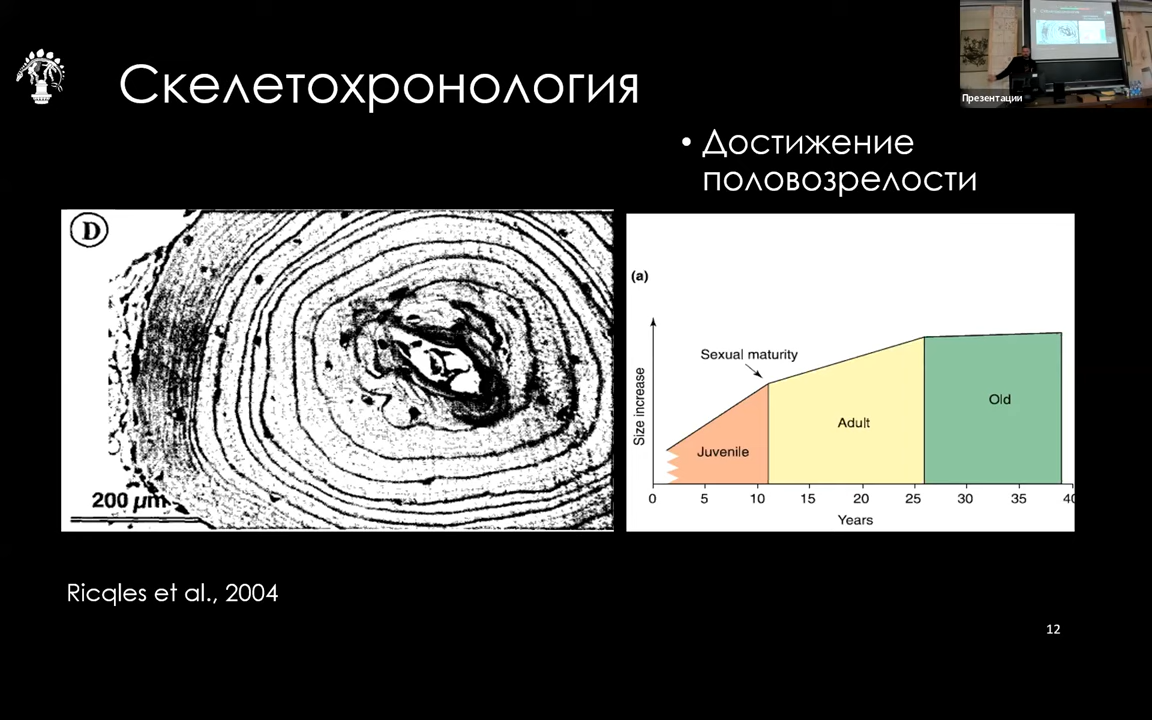 Скелетохронология
Презентации
• Достижение
половозрелости
D
200 µm
(a)
Sexual maturity
Size increase
Juvenile
Adult
Old
0 5 10 15 20 25 30 35 40
Years
Ricqles et al., 2004
12